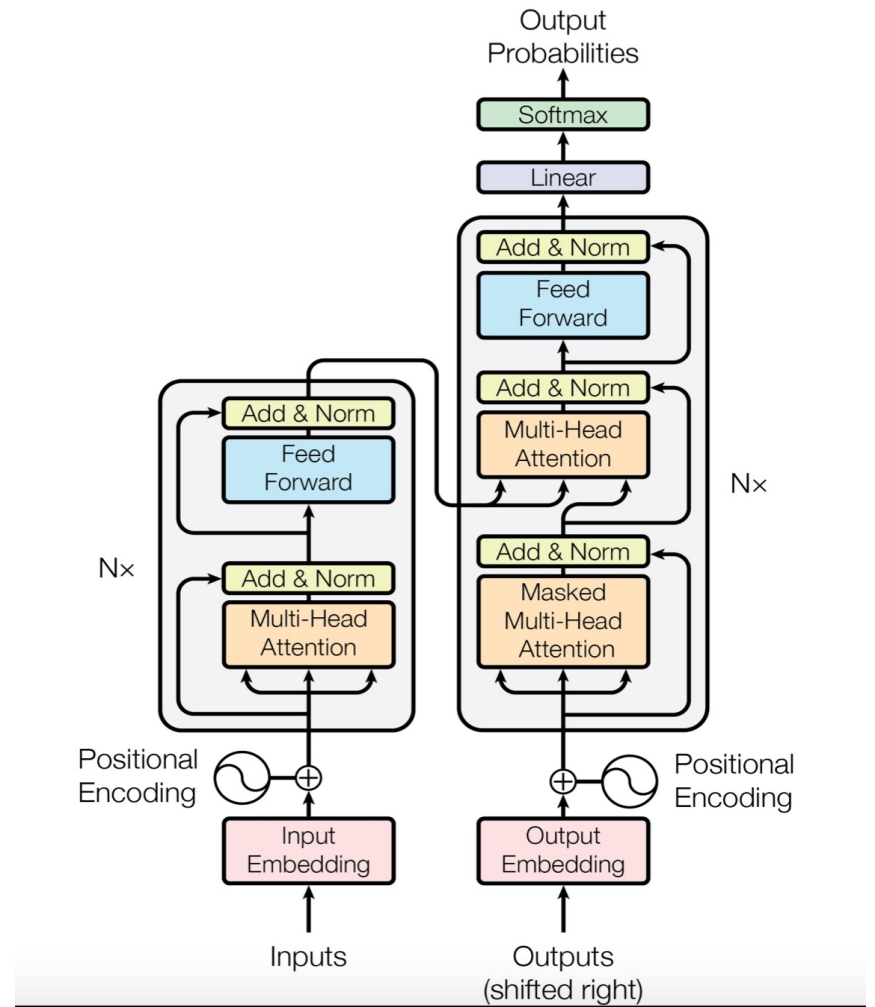 Output
Probabilities
Softmax
Linear
Add & Norm
Feed
Forward
Add & Norm
Multi-Head
Attention
Nx
Add & Norm
Masked
Multi-Head
Attention
Add & Norm
Feed
Forward
Nx
Add & Norm
Multi-Head
Attention
Positional
Encoding
Positional
Encoding
Input
Embedding
Output
Embedding
Inputs
Outputs
(shifted right)